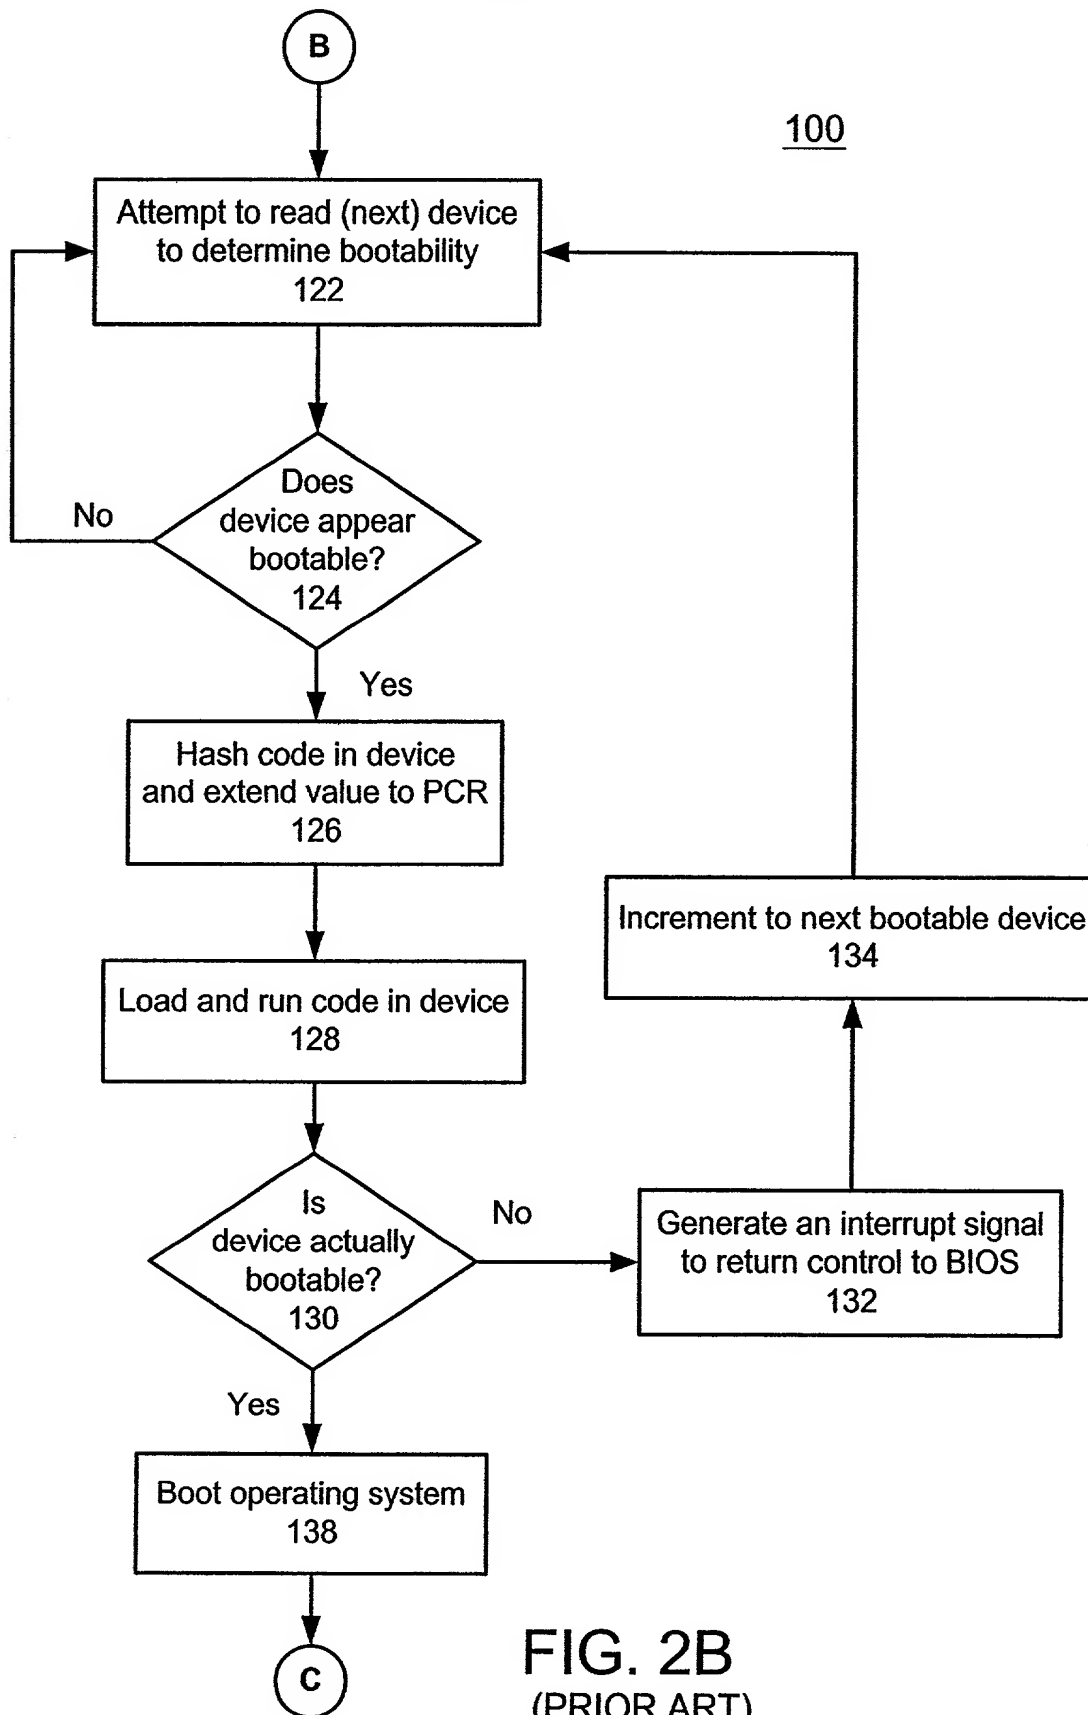 B
100
Attempt to read (next) device
to determine bootability
122
Does
device appear
bootable?
124
No
Yes
Hash code in device
and extend value to PCR
126
Increment to next bootable device
134
Load and run code in device
128
Is
device actually
bootable?
130
No
Generate an interrupt signal
to return control to BIOS
132
Yes
Boot operating system
138
C
FIG. 2B
(PRIOR ART)